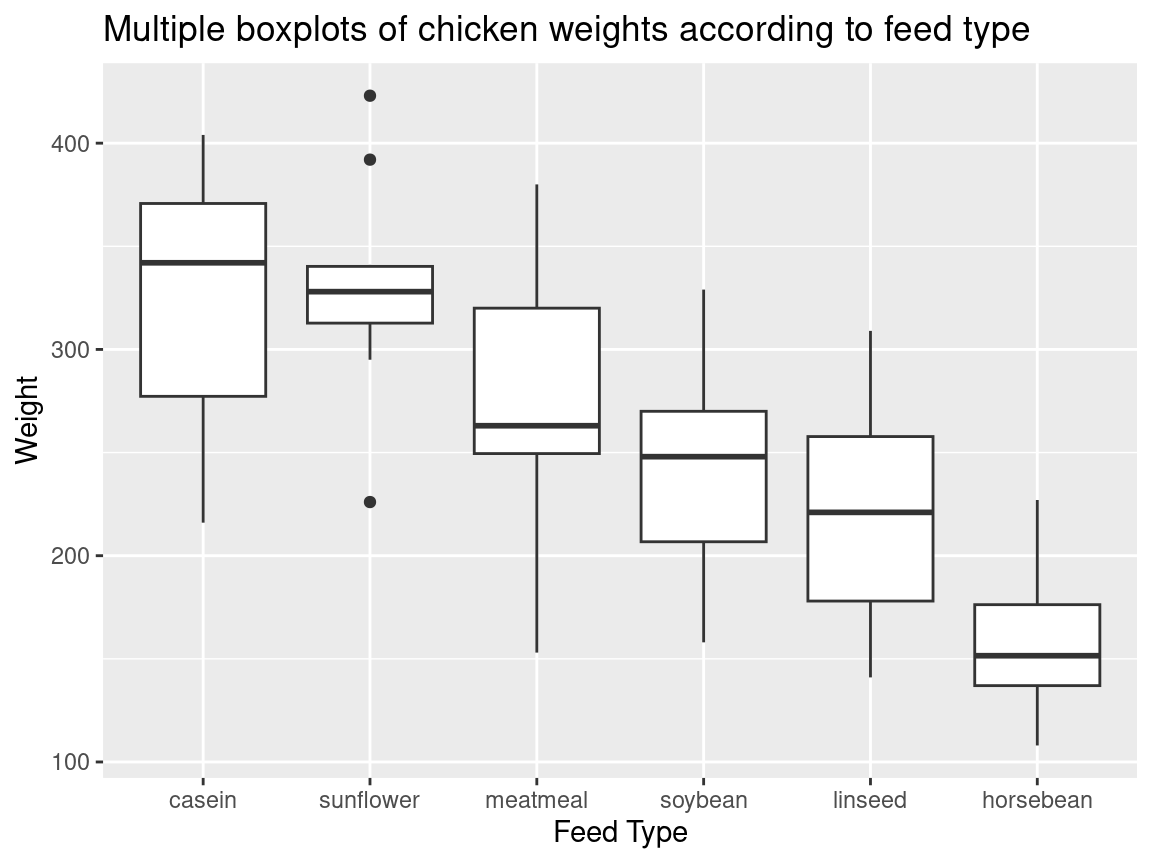 Multiple boxplots of chicken weights according to feed type
Weight
400
300
200
100
casein sunflower meatmeal soybean linseed horsebean
Feed Type